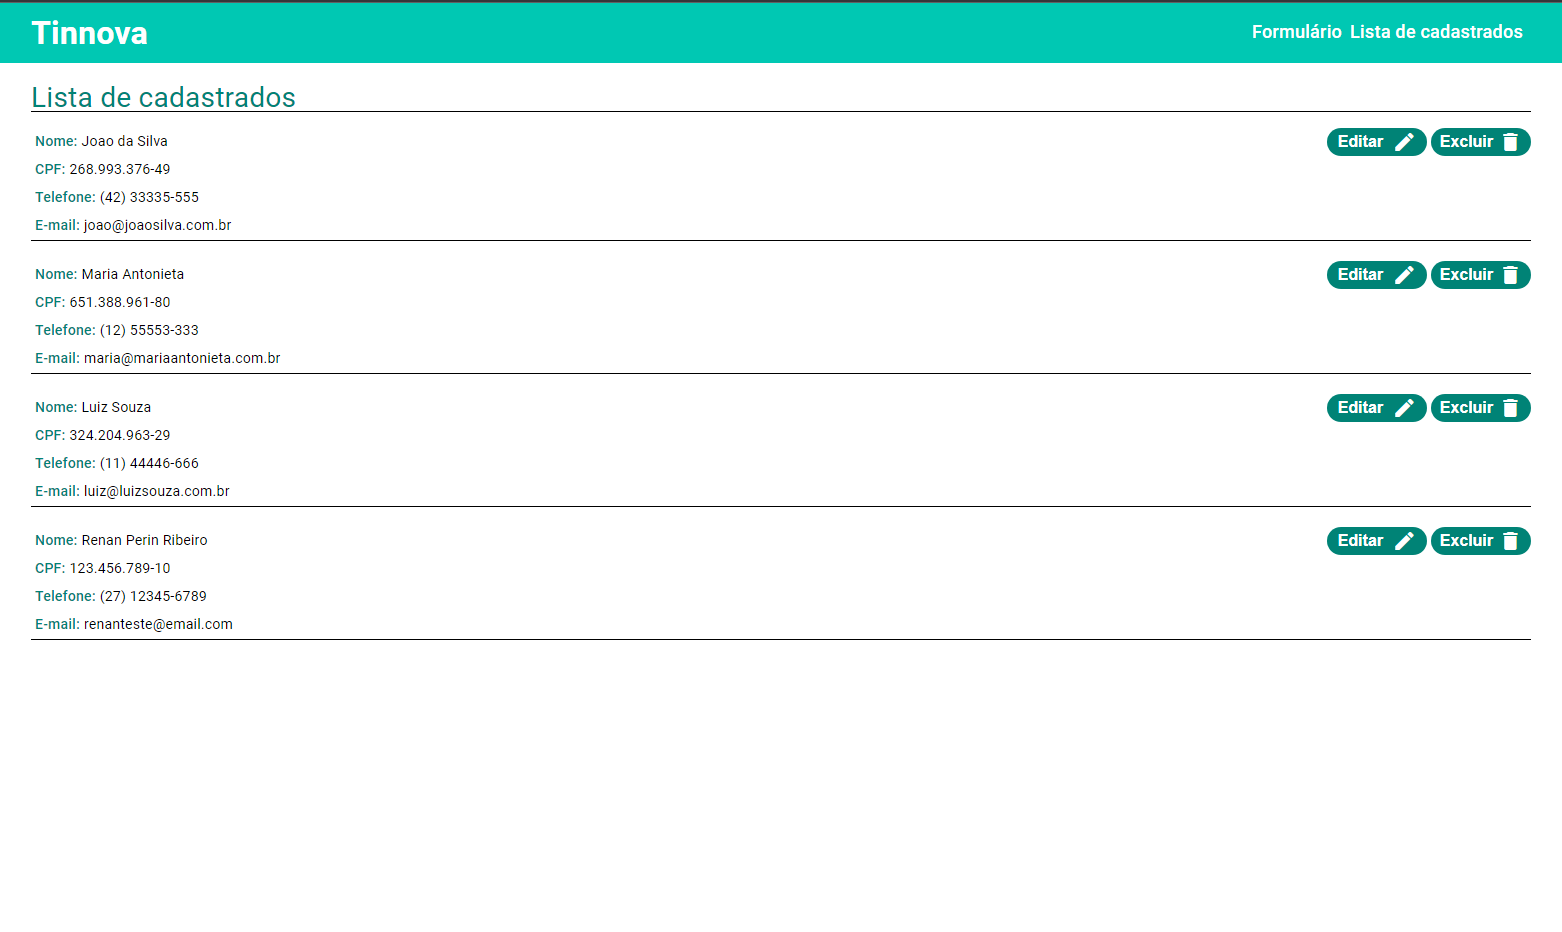 Tinnova
Formulário Lista de cadastrados
Lista de cadastrados
Nome: Joao da Silva
Editar Excluir
CPF: 268.993.376-49
Telefone: (42) 33335-555
E-mail: joao@joaosilva.com.br
Nome: Maria Antonieta
Editar Excluir
CPF: 651.388.961-80
Telefone: (12) 55553-333
E-mail: maria@mariaantonieta.com.br
Nome: Luiz Souza
Editar Excluir
CPF: 324.204.963-29
Telefone: (11) 44446-666
E-mail: luiz@luizsouza.com.br
Nome: Renan Perin Ribeiro
Editar Excluir
CPF: 123.456.789-10
Telefone: (27) 12345-6789
E-mail: renanteste@email.com